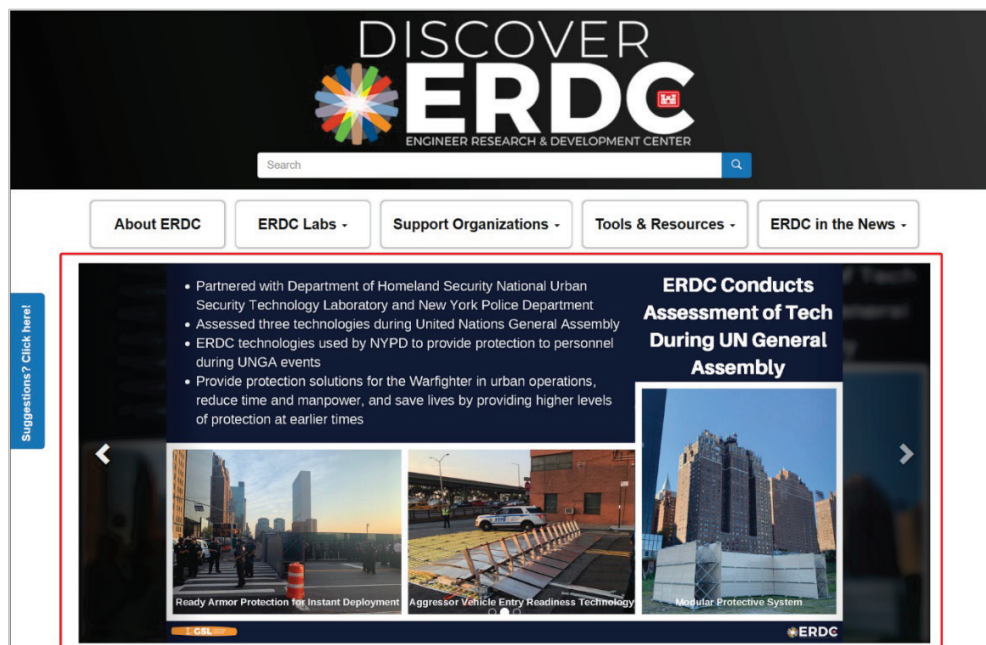 DISCOVER
ERDC
ENGINEER RESEARCH & DEVELOPMENT CENTER
Search
About ERDC
ERDC Labs
Support Organizations
Tools & Resources
ERDC in the News
Suggestions? Click here!
• Partnered with Department of Homeland Security National Urban
Security Technology Laboratory and New York Police Department
• Assessed three technologies during United Nations General Assembly
• ERDC technologies used by NYPD to provide protection to personnel
during UNGA events
• Provide protection solutions for the Warfighter in urban operations,
reduce time and manpower, and save lives by providing higher levels
of protection at earlier times
ERDC Conducts
Assessment of Tech
During UN General
Assembly
Ready Armor Protection for Instant Deployment
Aggressor Vehicle Entry Readiness Technology
Modular Protective System
GSL
ERDC